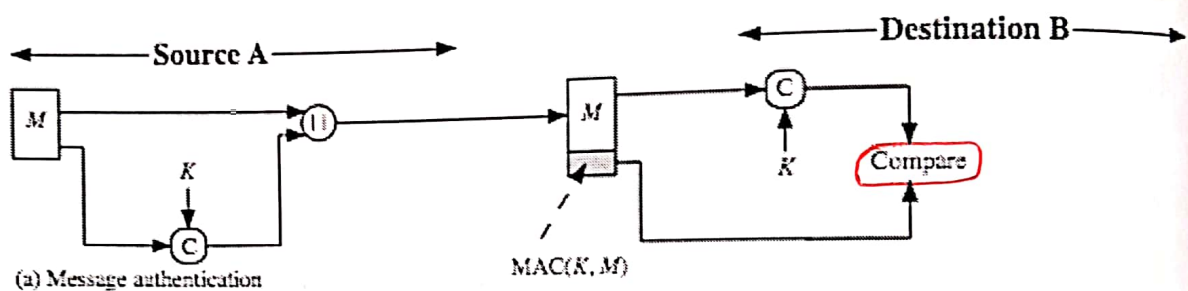 Source A
Destination B
M
K
C
||
M
MAC(K, M)
C
K
Compare
(a) Message authentication